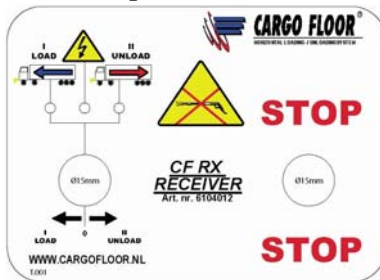 CARGO FLOOR®
HORIZONTAL LOADING- / UNLOADING SYSTEM
I
LOAD
II
UNLOAD
STOP
Ø15mm
CF RX
RECEIVER
Art. nr. 6104012
Ø15mm
I
LOAD
0
II
UNLOAD
WWW.CARGOFLOOR.NL
T.001
STOP